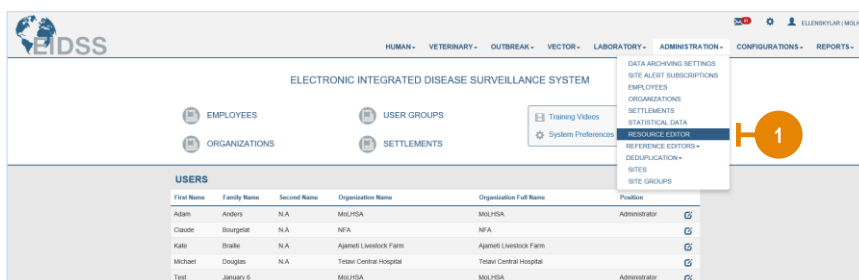 EIDSS
ELLENSKYLAR | MOLH
HUMAN VETERINARY OUTBREAK VECTOR LABORATORY ADMINISTRATION CONFIGURATIONS REPORTS
DATA ARCHIVING SETTINGS
SITE ALERT SUBSCRIPTIONS
EMPLOYEES
ORGANIZATIONS
SETTLEMENTS
STATISTICAL DATA
RESOURCE EDITOR
REFERENCE EDITORS
DEDUPLICATION
SITES
SITE GROUPS
1
ELECTRONIC INTEGRATED DISEASE SURVEILLANCE SYSTEM
EMPLOYEES USER GROUPS Training Videos
System Preferences
ORGANIZATIONS SETTLEMENTS
USERS
First Name Family Name Second Name Organization Name Organization Full Name Position
Adam Anders N.A MoLHSA MoLHSA Administrator
Claude Bourgelat N.A NFA NFA
Kate Braille N.A Ajameti Livestock Farm Ajameti Livestock Farm
Michael Douglas N.A Telavi Central Hospital Telavi Central Hospital
Test January 6 MoLHSA MoLHSA Administrator